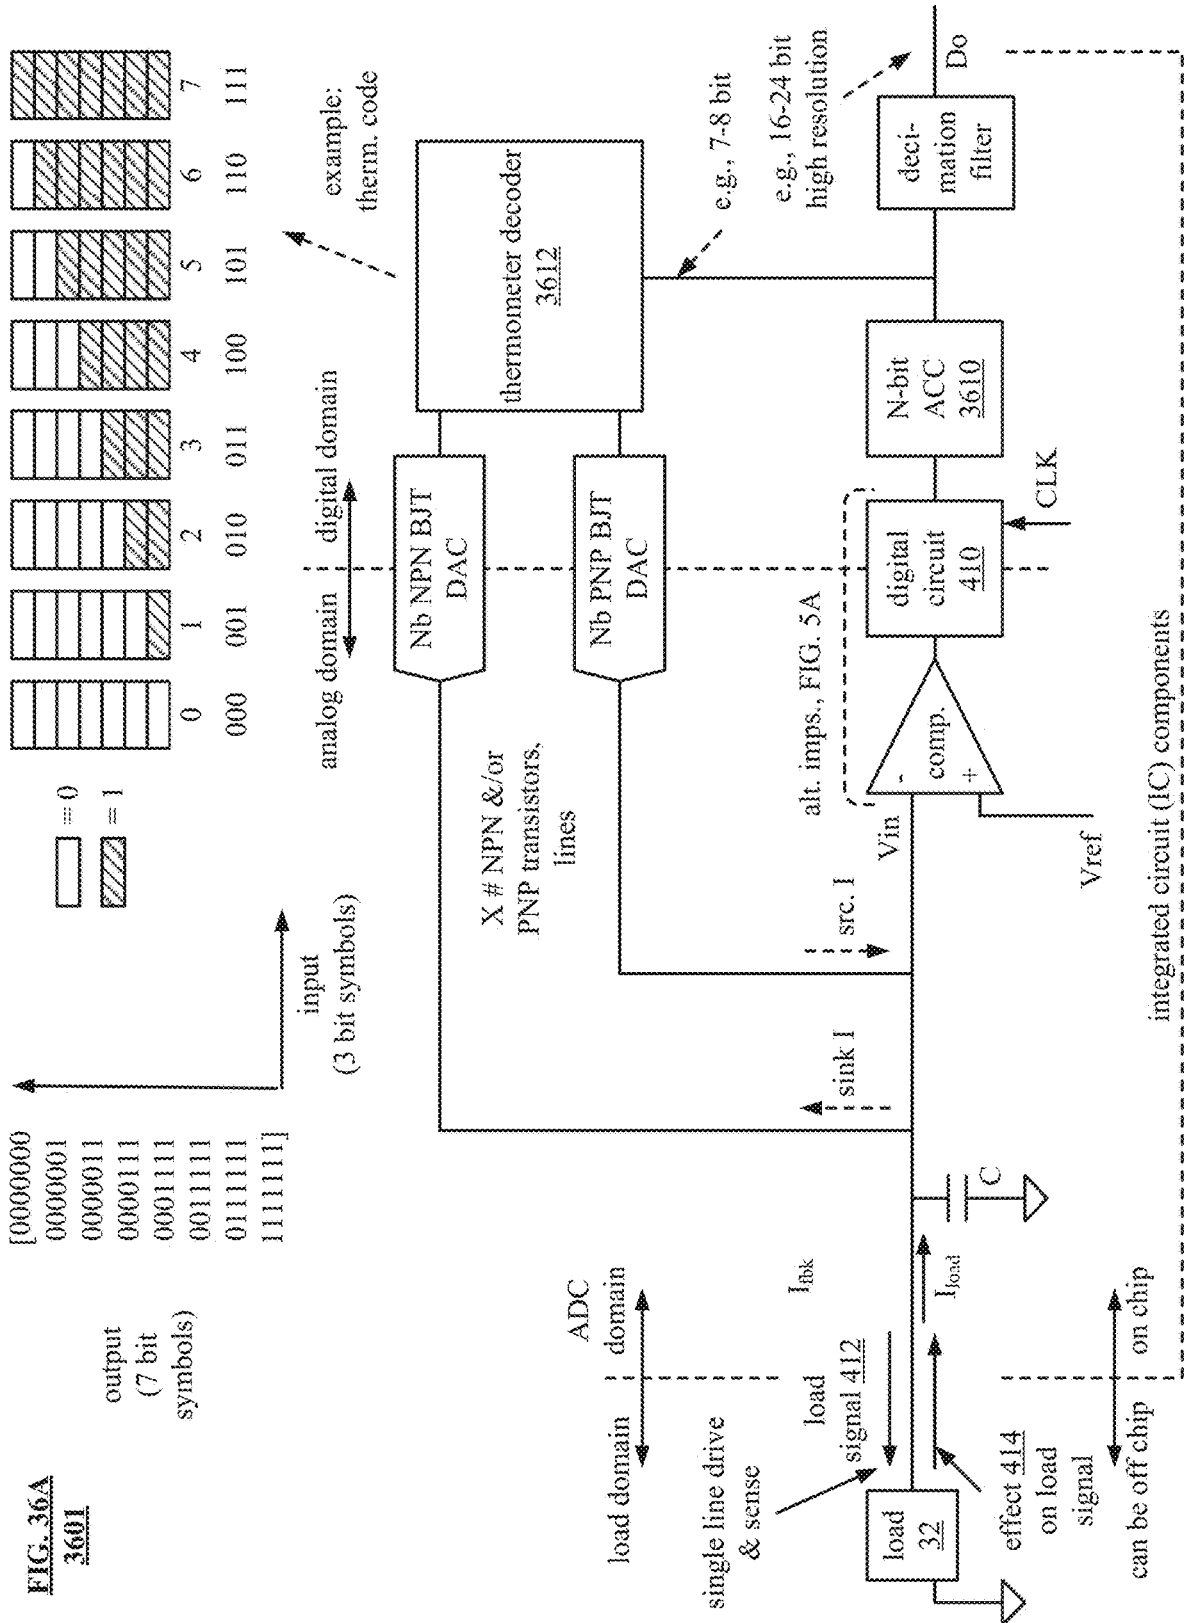 FIG. 36A
3601
output
(7 bit
symbols)
[0000000
0000001
0000011
0000111
0001111
0011111
0111111
1111111]
input
(3 bit symbols)
= 0
= 1
0 1 2 3 4 5 6 7
000 001 010 011 100 101 110 111
example:
therm. code
analog domain
digital domain
X # NPN &/or
PNP transistors,
lines
Nb NPN BJT
DAC
Nb PNP BJT
DAC
thermometer decoder
3612
e.g., 7-8 bit
e.g., 16-24 bit
high resolution
load domain
ADC
domain
single line drive
& sense
load
signal 412
Ifbk
sink I
src. I
alt. imps., FIG. 5A
load
32
effect 414
on load
signal
Iload
C
Vin
-
comp.
+
Vref
digital
circuit
410
CLK
N-bit
ACC
3610
deci-
mation
filter
Do
can be off chip
on chip
integrated circuit (IC) components